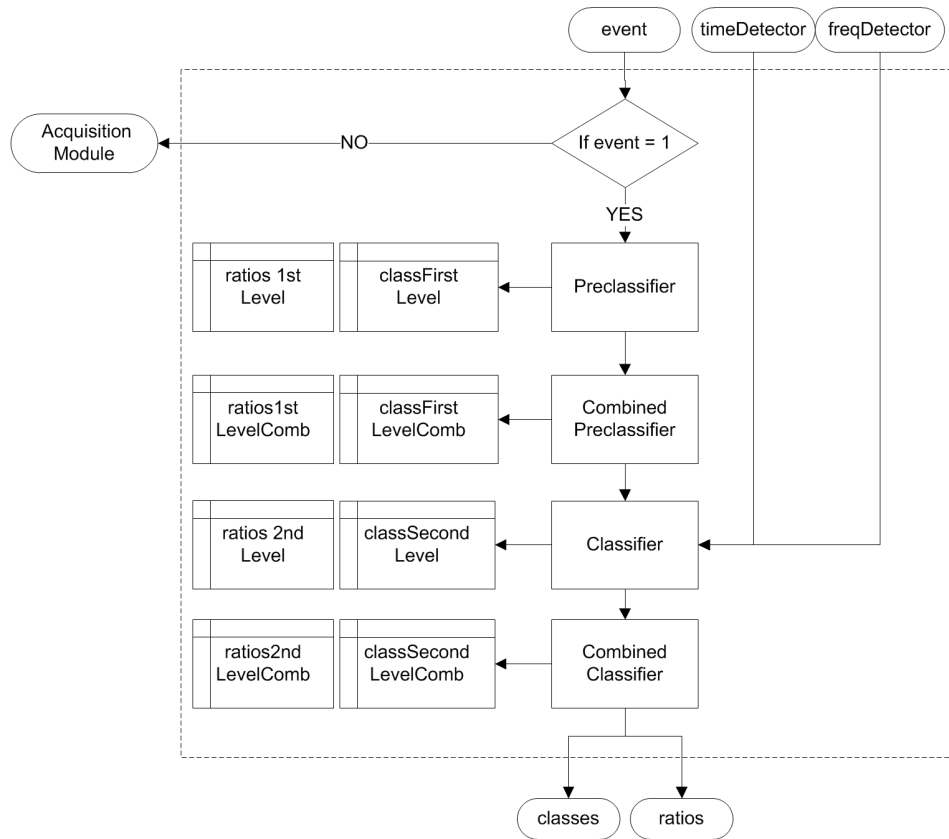 event
timeDetector
freqDetector
Acquisition
Module
NO
If event = 1
YES
ratios 1st
Level
classFirst
Level
Preclassifier
ratios1st
LevelComb
classFirst
LevelComb
Combined
Preclassifier
ratios 2nd
Level
classSecond
Level
Classifier
ratios2nd
LevelComb
classSecond
LevelComb
Combined
Classifier
classes
ratios